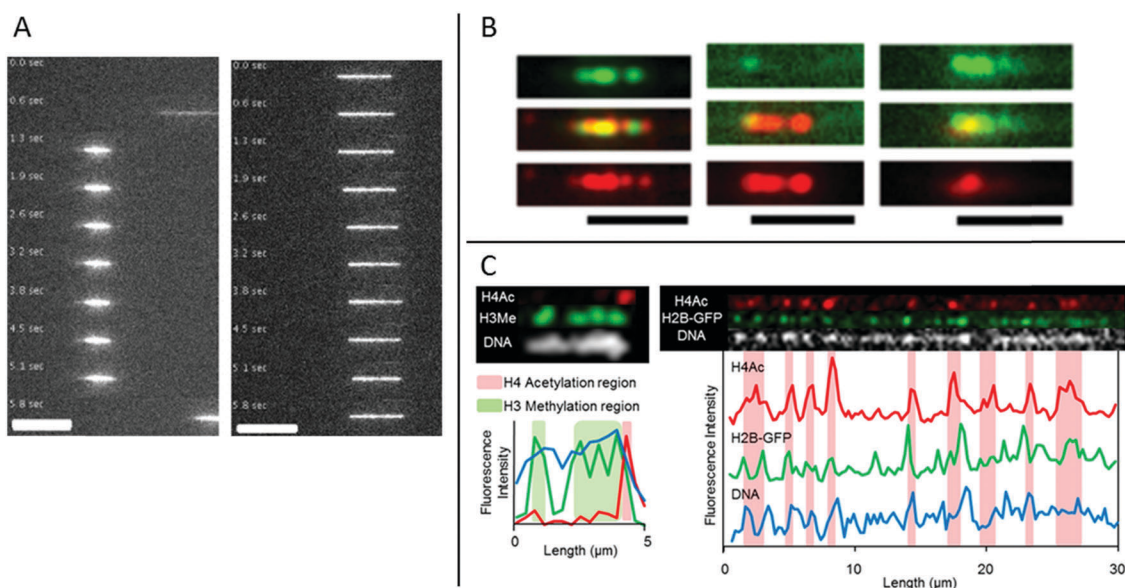 A
0.0 sec
0.6 sec
1.3 sec
1.9 sec
2.6 sec
3.2 sec
3.8 sec
4.5 sec
5.1 sec
5.8 sec
0.0 sec
0.6 sec
1.3 sec
1.9 sec
2.6 sec
3.2 sec
3.8 sec
4.5 sec
5.1 sec
5.8 sec
B
C
H4Ac
H3Me
DNA
H4 Acetylation region
H3 Methylation region
Fluorescence
Intensity
0 5
Length (µm)
H4Ac
H2B-GFP
DNA
H4Ac
H2B-GFP
DNA
Fluorescence Intensity
0 10 20 30
Length (µm)